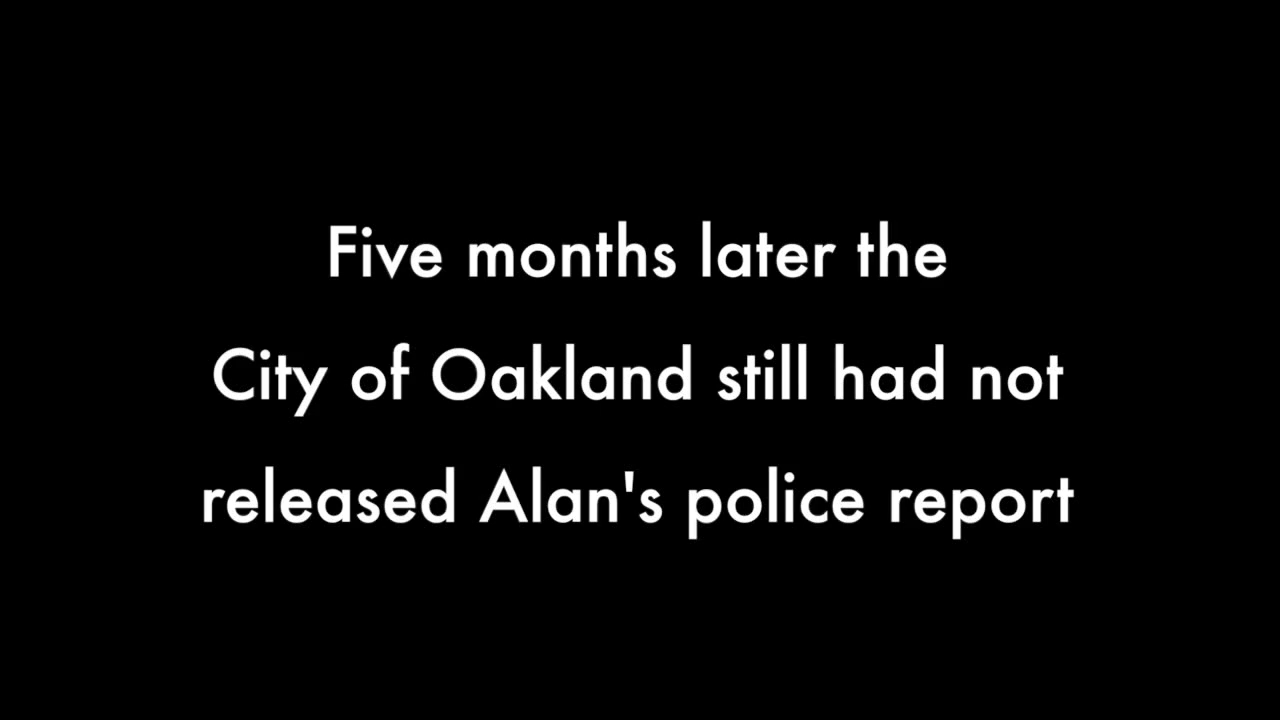 Five months later the
City of Oakland still had not
released Alan's police report